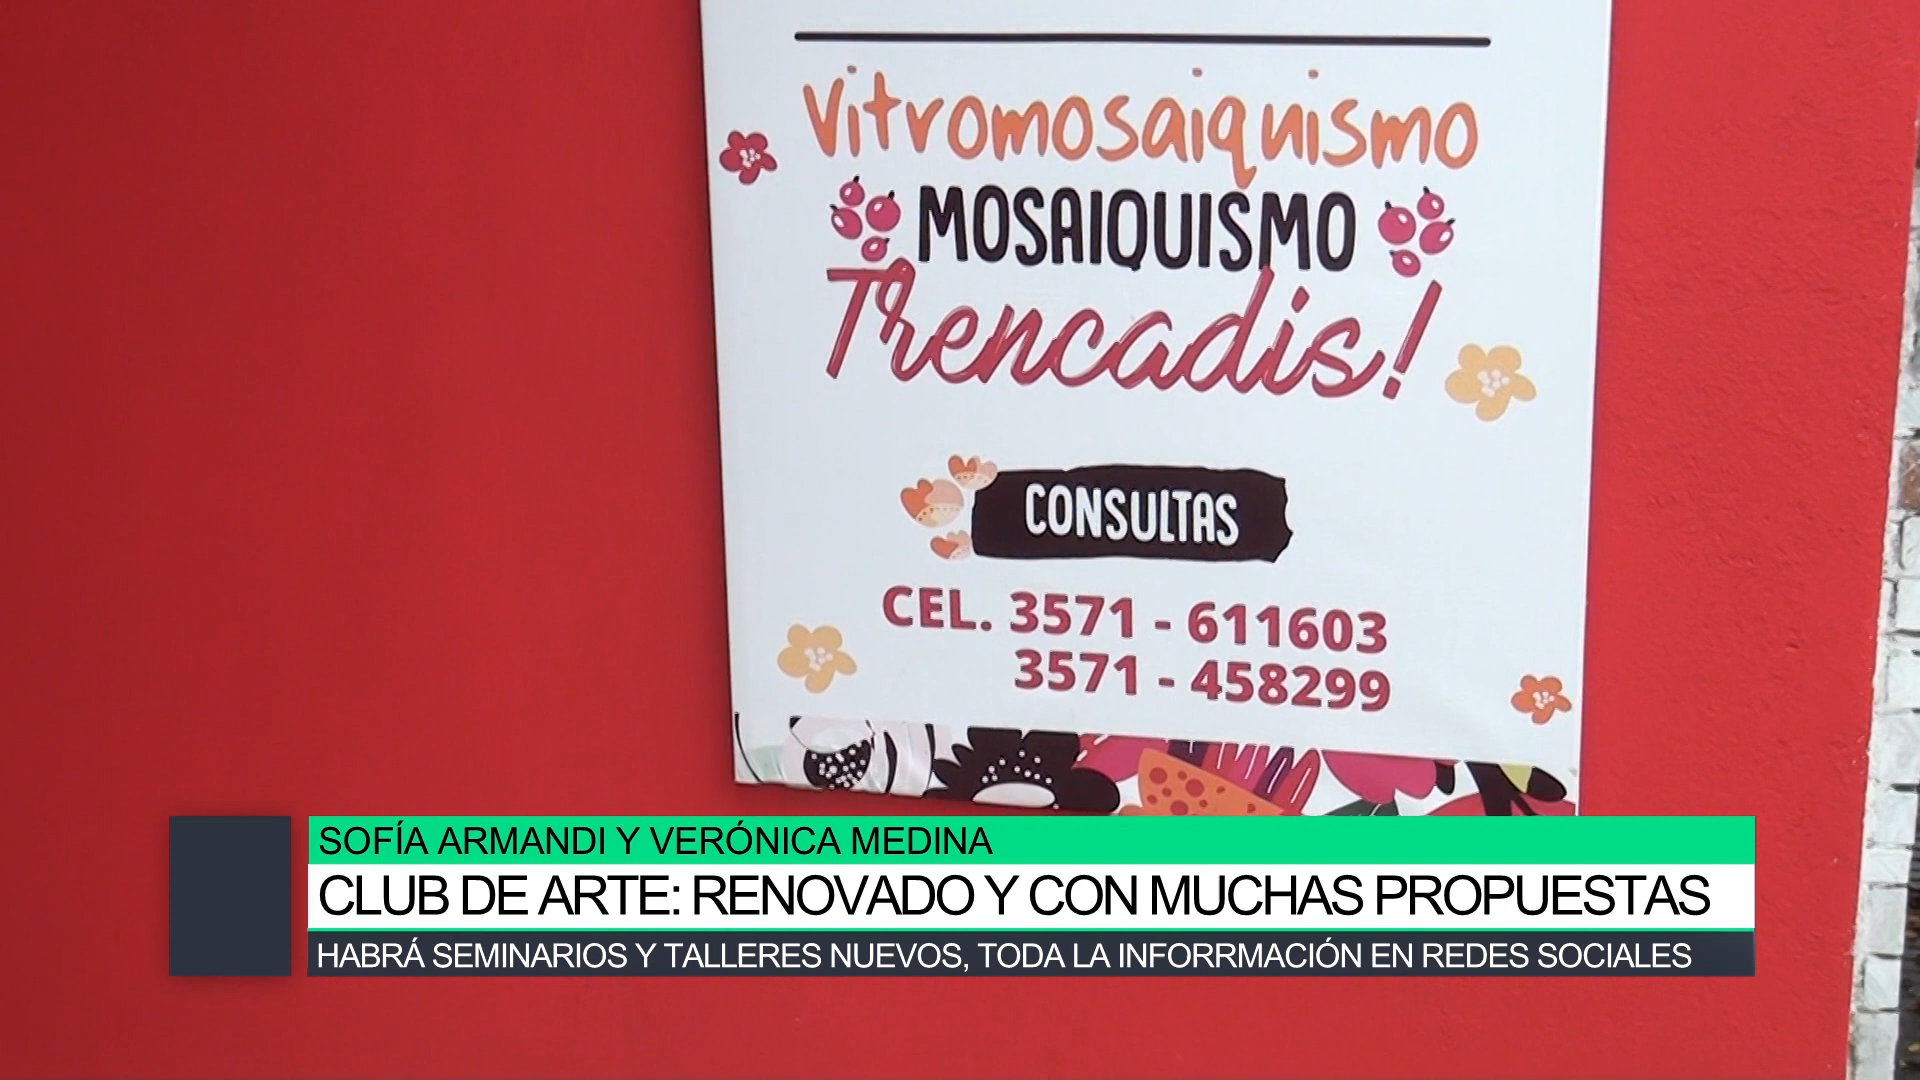 Vitromosaiquismo
MOSAIQUISMO
Trencadis!
CONSULTAS
CEL. 3571 - 611603
3571 - 458299
SOFÍA ARMANDI Y VERÓNICA MEDINA
CLUB DE ARTE: RENOVADO Y CON MUCHAS PROPUESTAS
HABRÁ SEMINARIOS Y TALLERES NUEVOS, TODA LA INFORRMACIÓN EN REDES SOCIALES